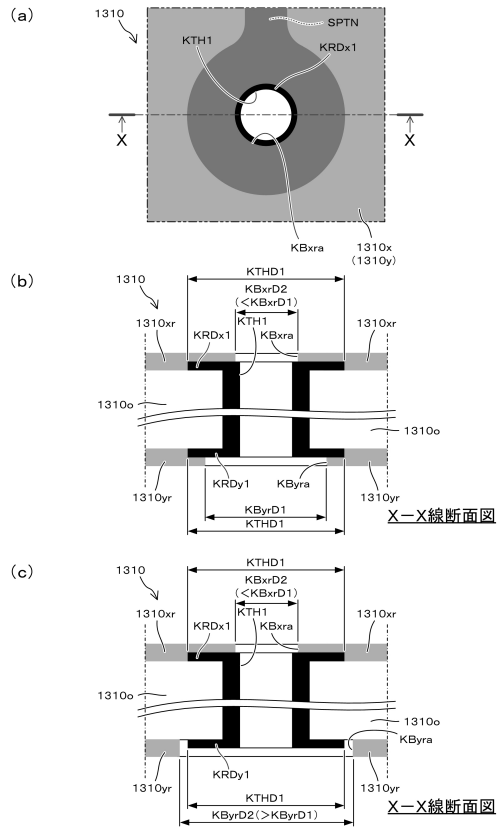 (a)
1310
SPTN
KTH1
KRDx1
X
X
KBxra
1310x
(1310y)
(b)
1310
KTHD1
KBxrD2
(<KBxrD1)
KTH1
1310xr
KRDx1
KBxra
1310xr
1310o
1310o
1310yr
KRDy1
KByra
1310yr
KByrD1
KTHD1
X-X線断面図
(c)
1310
KTHD1
KBxrD2
(<KBxrD1)
KTH1
1310xr
KRDx1
KBxra
1310xr
1310o
1310o
KByra
1310yr
KRDy1
1310yr
KTHD1
KByrD2(>KByrD1)
X-X線断面図